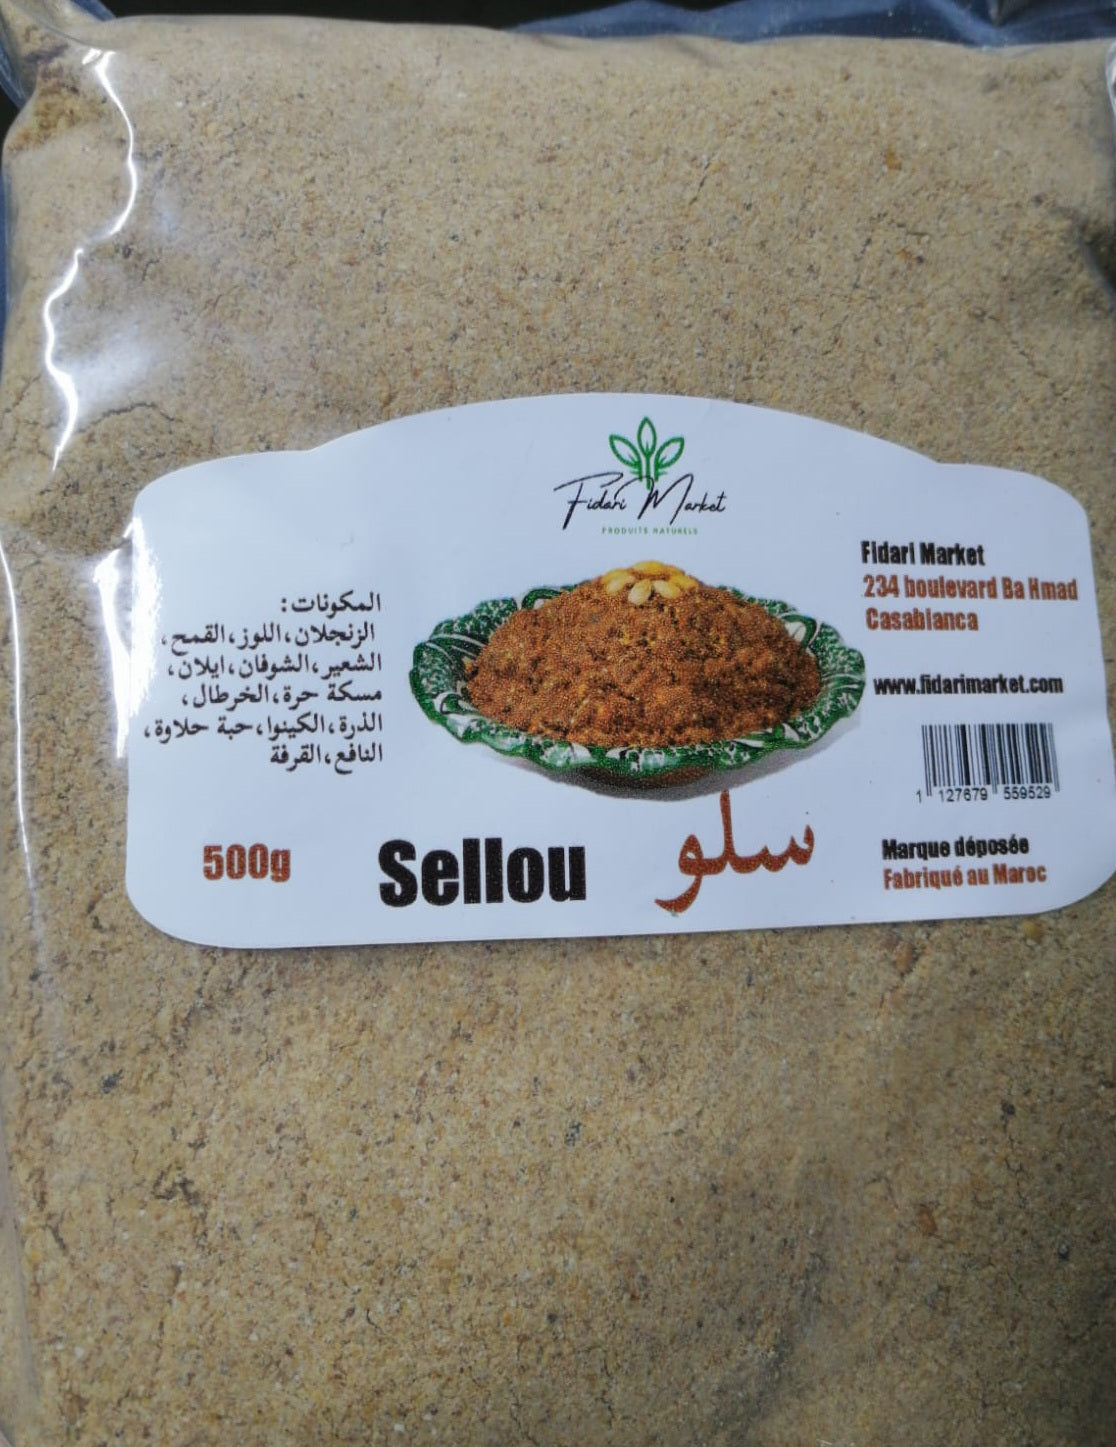 Fidari Market
PRODUITS NATURELS
Fidari Market
234 boulevard Ba Hmad
Casablanca
www.fidarimarket.com
1 127679 559529
Marque déposée
Fabriqué au Maroc
المكونات:
الزنجلان،اللوز،القمح،
الشعير،الشوفان،ايلان،
مسكة حرة،الخرطال،
الذرة،الكينوا،حبة حلاوة،
النافع،القرفة
500g
Sellou
سلو